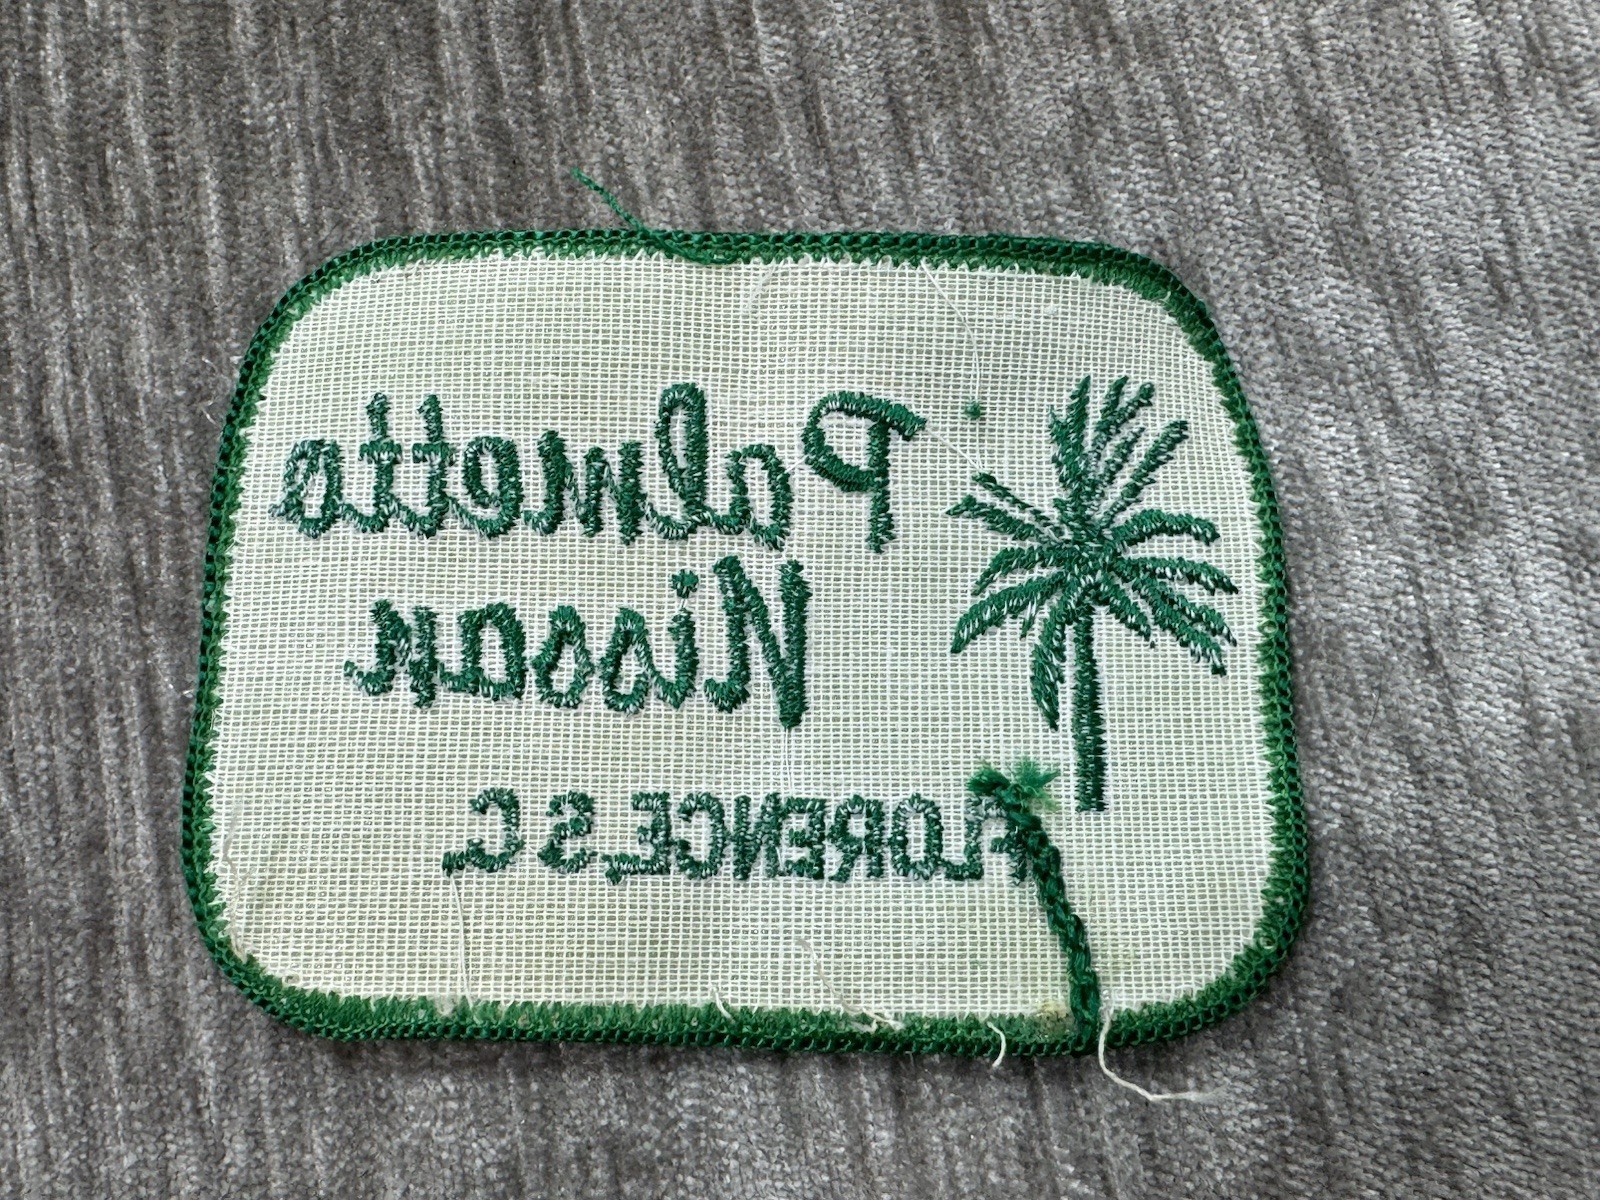 Palmetto
Nissan
FLORENCE, S.C.